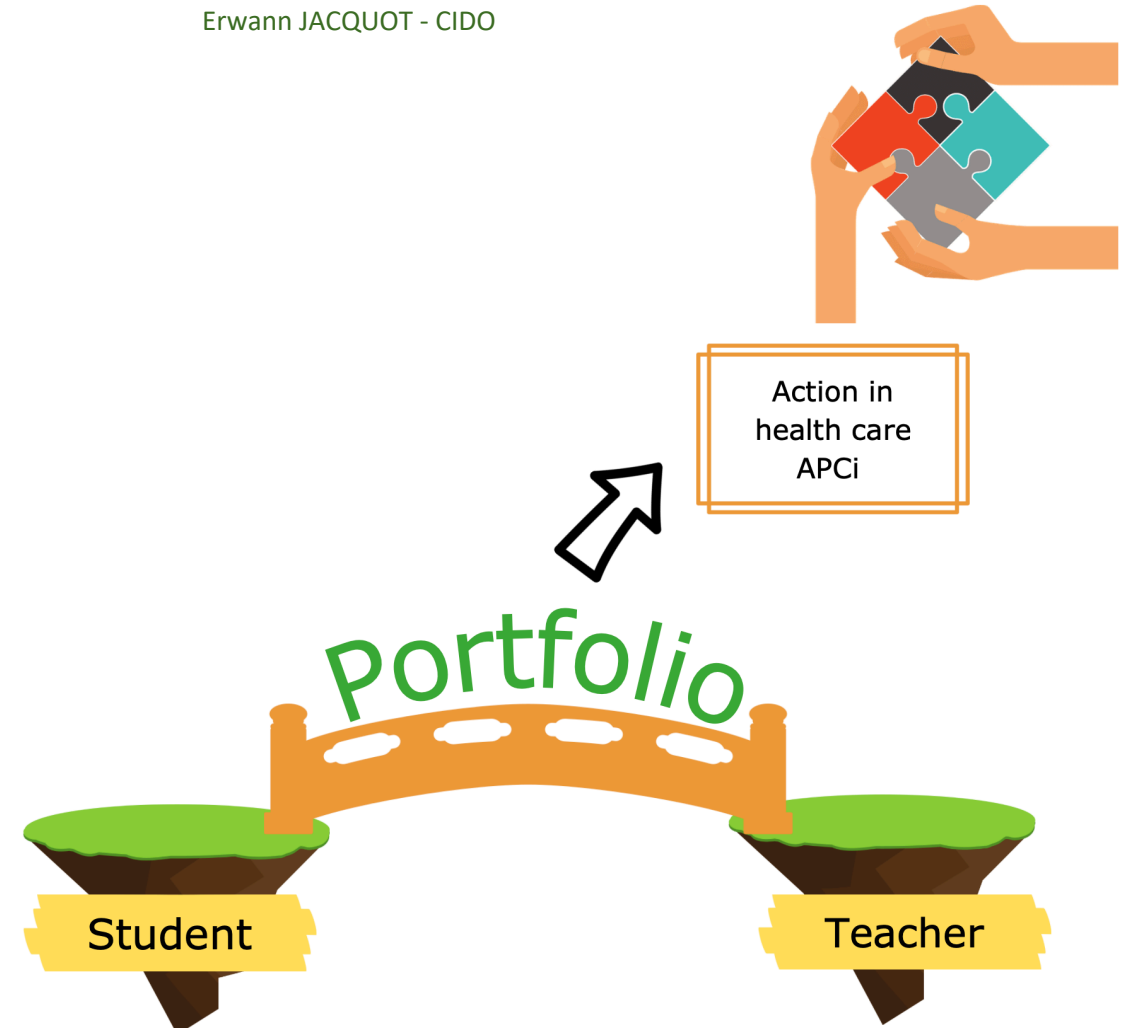 Erwann JACQUOT - CIDO
Action in
health care
APCi
Portfolio
Student
Teacher